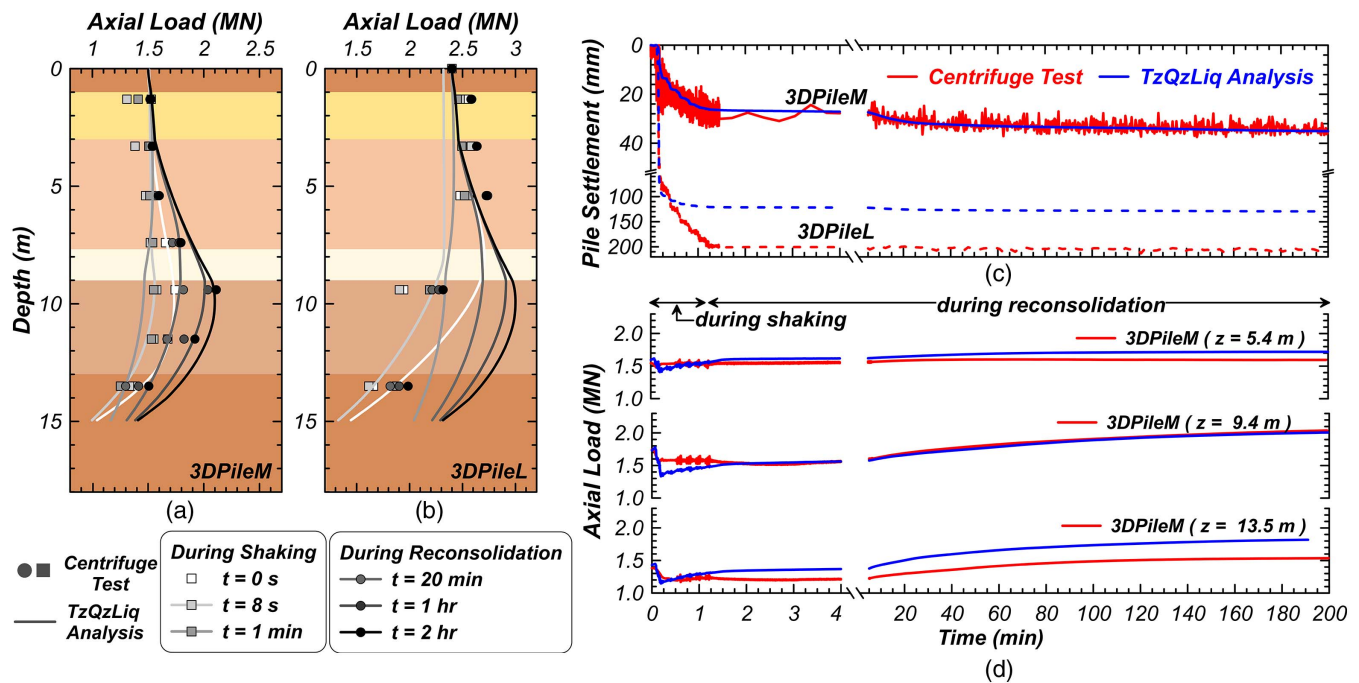 Axial Load (MN)
1 1.5 2 2.5
Axial Load (MN)
1.5 2 2.5 3
Depth (m)
0
5
10
15
3DPileM
(a)
0
5
10
15
3DPileL
(b)
Centrifuge
Test
TzQzLiq
Analysis
During Shaking
t = 0 s
t = 8 s
t = 1 min
During Reconsolidation
t = 20 min
t = 1 hr
t = 2 hr
Pile Settlement (mm)
0
20
40
100
150
200
Centrifuge Test TzQzLiq Analysis
3DPileM
3DPileL
(c)
during shaking
during reconsolidation
Axial Load (MN)
2.0
1.5
1.0
3DPileM ( z = 5.4 m )
2.0
1.5
1.0
3DPileM ( z = 9.4 m )
2.0
1.5
1.0
3DPileM ( z = 13.5 m )
0 1 2 3 4 20 40 60 80 100 120 140 160 180 200
Time (min)
(d)